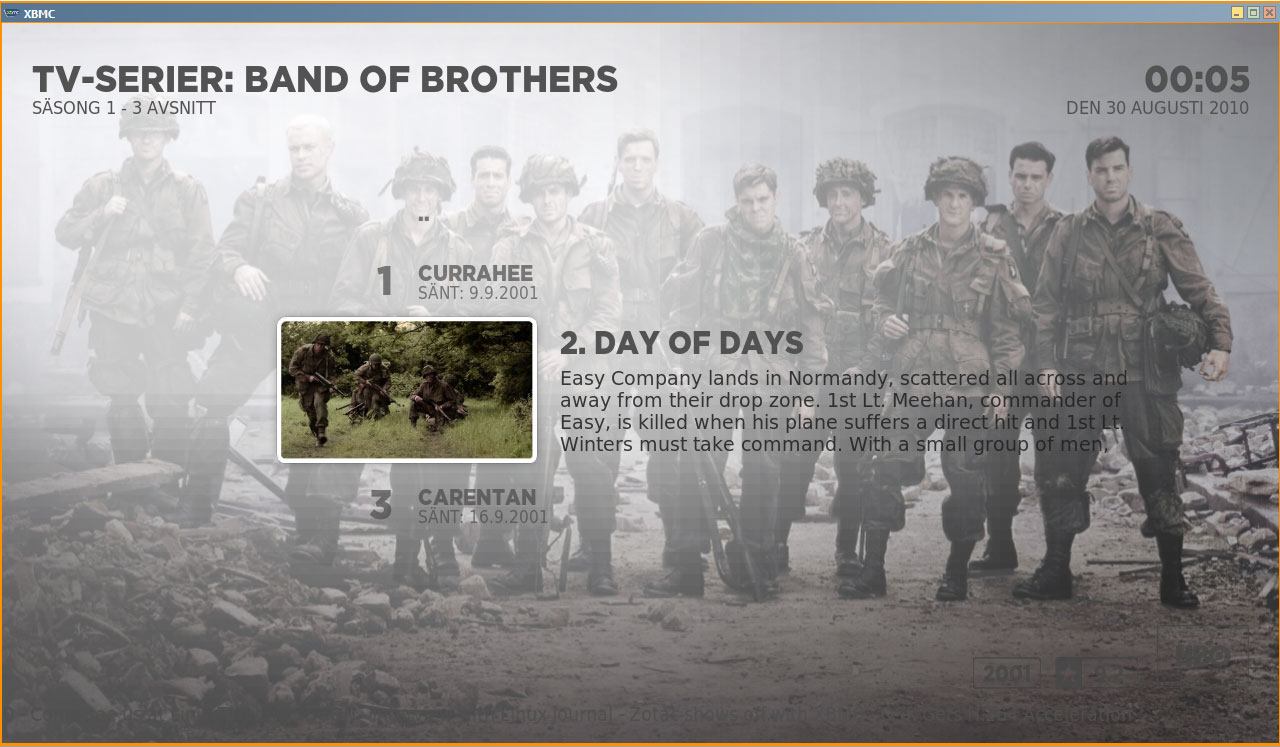 XBMC
TV-SERIER: BAND OF BROTHERS
00:05
SÄSONG 1 - 3 AVSNITT
DEN 30 AUGUSTI 2010
..
1 CURRAHEE
SÄNT: 9.9.2001
2. DAY OF DAYS
Easy Company lands in Normandy, scattered all across and
away from their drop zone. 1st Lt. Meehan, commander of
Easy, is killed when his plane suffers a direct hit and 1st Lt.
Winters must take command. With a small group of men,
3 CARENTAN
SÄNT: 16.9.2001
HBO
2001
Linux Journal - Zotac shows off with